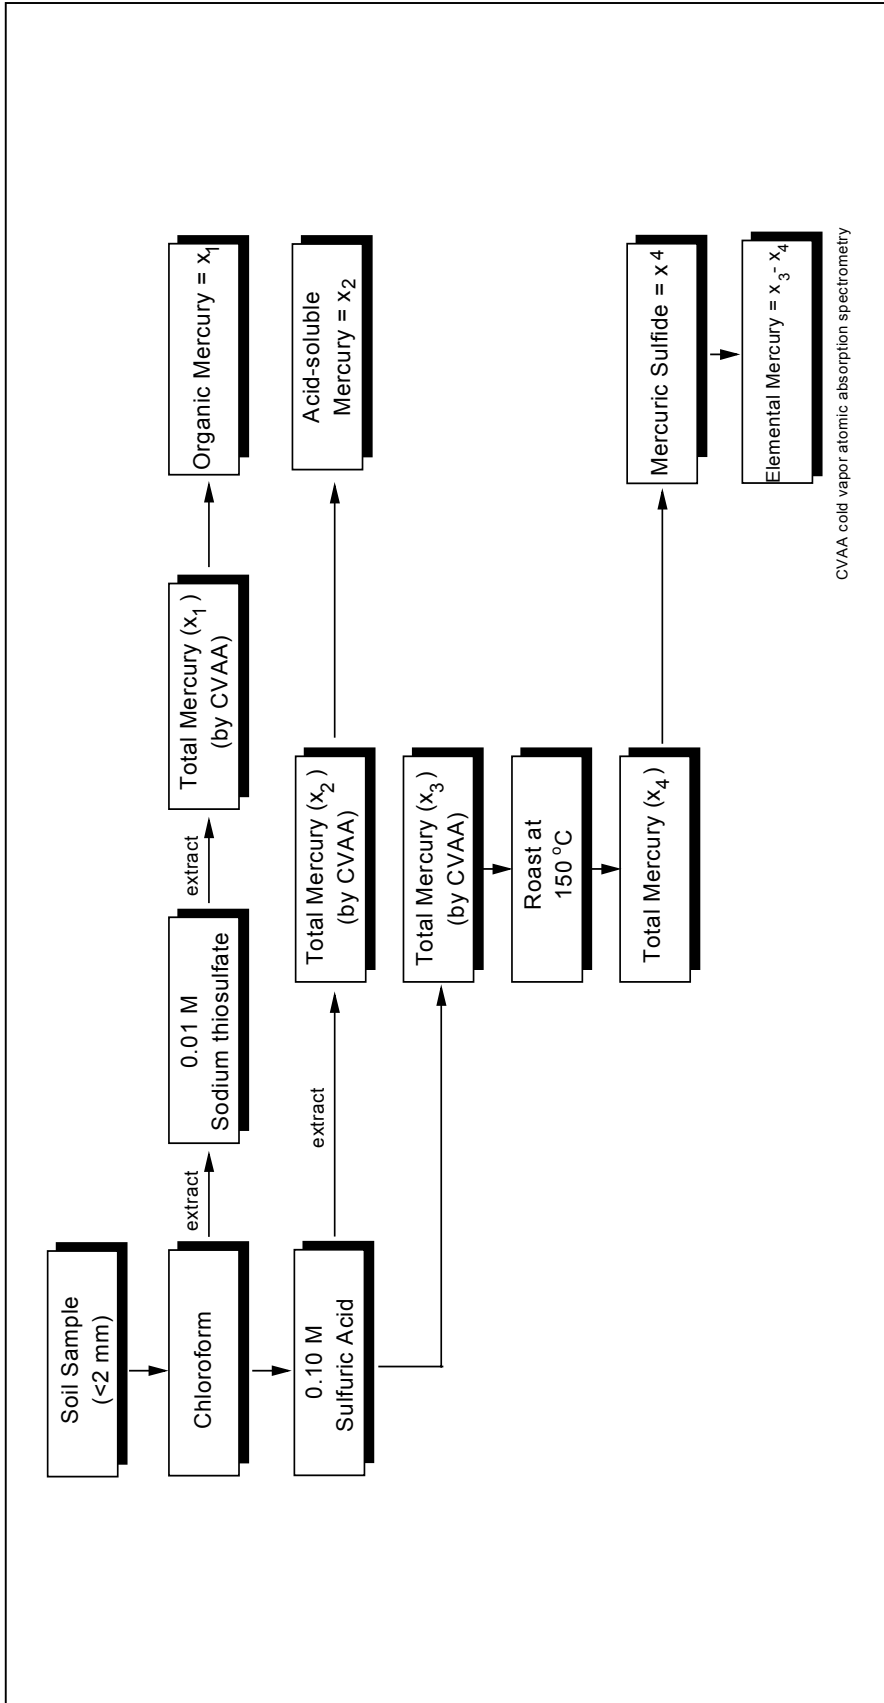 Soil Sample
(<2 mm)
Chloroform
extract
0.01 M
Sodium thiosulfate
extract
Total Mercury (x₁)
(by CVAA)
Organic Mercury = x₁
0.10 M
Sulfuric Acid
extract
Total Mercury (x₂)
(by CVAA)
Acid-soluble
Mercury = x₂
Total Mercury (x₃)
(by CVAA)
Roast at
150 °C
Total Mercury (x₄)
Mercuric Sulfide = x⁴
Elemental Mercury = x₃- x₄
CVAA cold vapor atomic absorption spectrometry